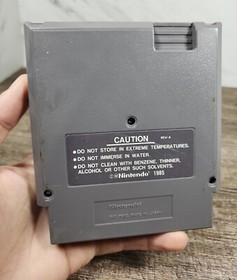 CAUTION
REV-A
•DO NOT STORE IN EXTREME TEMPERATURES.
•DO NOT IMMERSE IN WATER.
•DO NOT CLEAN WITH BENZENE, THINNER,
ALCOHOL OR OTHER SUCH SOLVENTS.
©®Nintendo® 1985
Nintendo